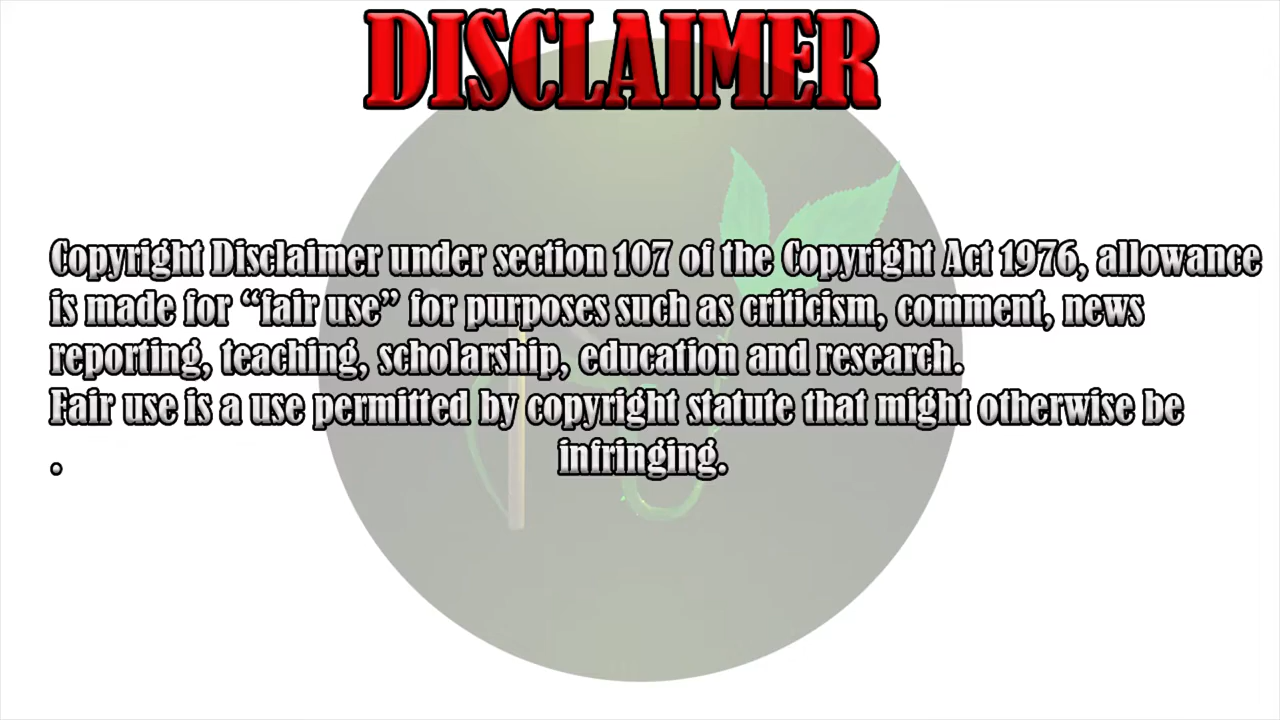 DISCLAIMER
Copyright Disclaimer under section 107 of the Copyright Act 1976, allowance
is made for “fair use” for purposes such as criticism, comment, news
reporting, teaching, scholarship, education and research.
Fair use is a use permitted by copyright statute that might otherwise be
. infringing.